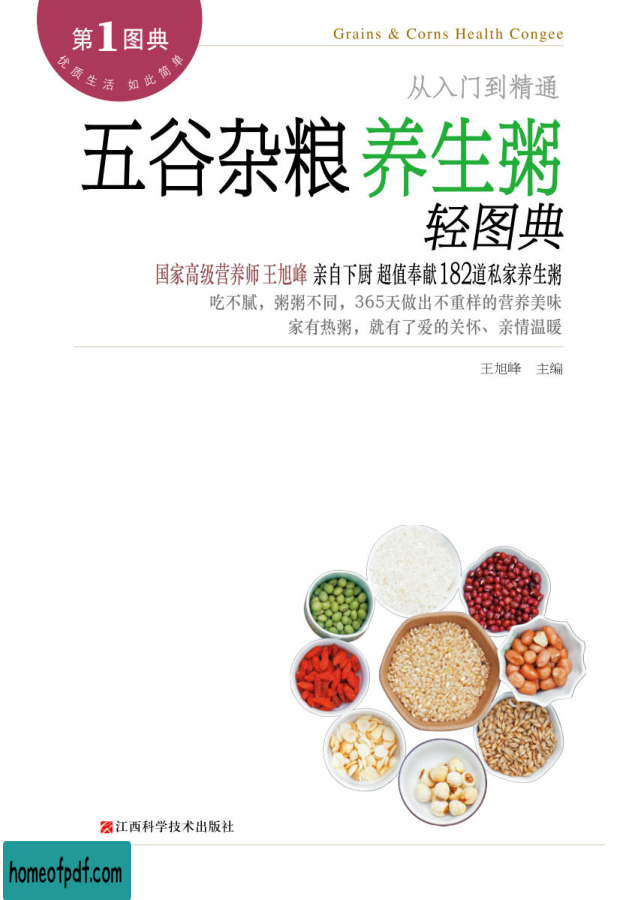 第1图典
优质生活 如此简单
Grains & Corns Health Congee
从入门到精通
五谷杂粮 养生粥
轻图典
国家高级营养师 王旭峰 亲自下厨 超值奉献182道私家养生粥
吃不腻，粥粥不同，365天做出不重样的营养美味
家有热粥，就有了爱的关怀、亲情温暖
王旭峰 主编
江西科学技术出版社
homeofpdf.com